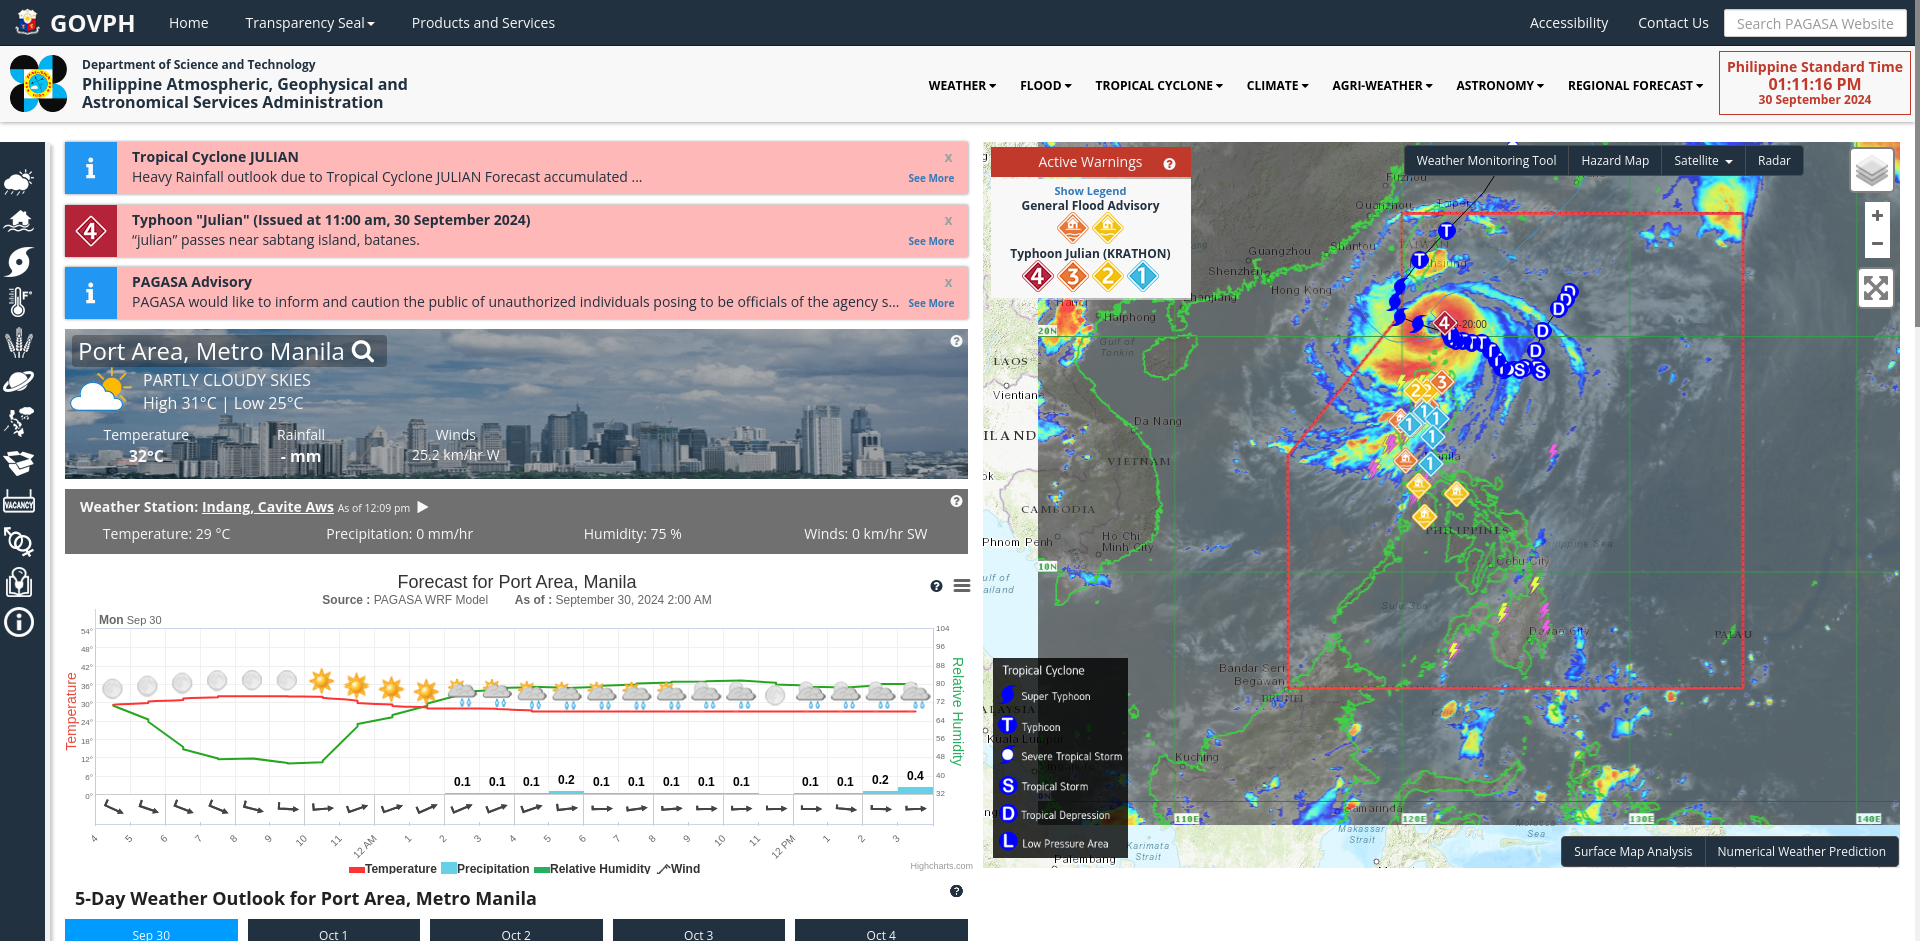 GOVPH
Home
Transparency Seal
Products and Services
Accessibility
Contact Us
Search PAGASA Website
Department of Science and Technology
Philippine Atmospheric, Geophysical and
Astronomical Services Administration
WEATHER
FLOOD
TROPICAL CYCLONE
CLIMATE
AGRI-WEATHER
ASTRONOMY
REGIONAL FORECAST
Philippine Standard Time
01:11:16 PM
30 September 2024
VACANCY
Tropical Cyclone JULIAN
x
Heavy Rainfall outlook due to Tropical Cyclone JULIAN Forecast accumulated ...
See More
4
Typhoon "Julian" (Issued at 11:00 am, 30 September 2024)
x
“julian” passes near sabtang island, batanes.
See More
PAGASA Advisory
x
PAGASA would like to inform and caution the public of unauthorized individuals posing to be officials of the agency s...
See More
Port Area, Metro Manila
PARTLY CLOUDY SKIES
High 31°C | Low 25°C
Temperature
Rainfall
Winds
32°C
- mm
25.2 km/hr W
Weather Station: Indang, Cavite Aws As of 12:09 pm
Temperature: 29 °C
Precipitation: 0 mm/hr
Humidity: 75 %
Winds: 0 km/hr SW
Forecast for Port Area, Manila
Source : PAGASA WRF Model As of : September 30, 2024 2:00 AM
Mon Sep 30
Temperature
54°
48°
42°
36°
30°
24°
18°
12°
6°
0°
104
96
88
80
72
64
56
48
40
32
Relative Humidity
0.1
0.1
0.1
0.2
0.1
0.1
0.1
0.1
0.1
0.1
0.1
0.2
0.4
4
5
6
7
8
9
10
11
12 AM
1
2
3
4
5
6
7
8
9
10
11
12 PM
1
2
3
Temperature
Precipitation
Relative Humidity
Wind
Highcharts.com
5-Day Weather Outlook for Port Area, Metro Manila
Sep 30
Oct 1
Oct 2
Oct 3
Oct 4
Active Warnings
Show Legend
General Flood Advisory
Typhoon Julian (KRATHON)
4
3
2
1
Weather Monitoring Tool
Hazard Map
Satellite
Radar
+
−
Fuzhou
Quanzhou
Taipei
TAIWAN
Guangzhou
Shantou
Shenzhen
Hong Kong
Zhanjiang
Hanoi
Haiphong
20N
Gulf of
Tonkin
LAOS
Vientian
ILAND
Da Nang
VIETNAM
CAMBODIA
Phnom Penh
Ho Chi
Minh City
10N
ulf of
ailand
PHILIPPINES
Philippine Sea
Cebu City
Sulu Sea
Davao City
PALAU
Bandar Seri
Begawan
BRUNEI
Kuching
Samarinda
110E
120E
130E
140E
Makassar
Strait
Molucca
Sea
Karimata
Strait
Palembang
Tropical Cyclone
Super Typhoon
T Typhoon
Severe Tropical Storm
S Tropical Storm
D Tropical Depression
L Low Pressure Area
Surface Map Analysis
Numerical Weather Prediction